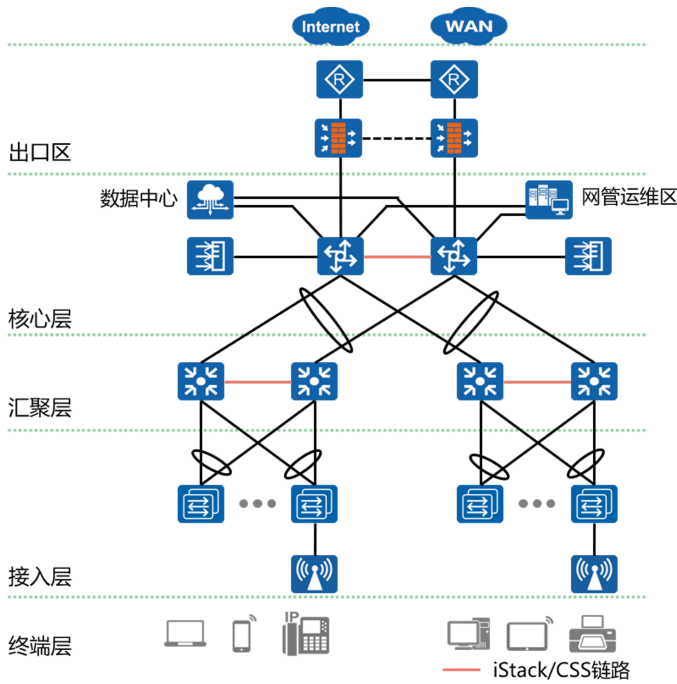 Internet
WAN
R
R
出口区
数据中心
网管运维区
核心层
汇聚层
接入层
IP
终端层
iStack/CSS链路